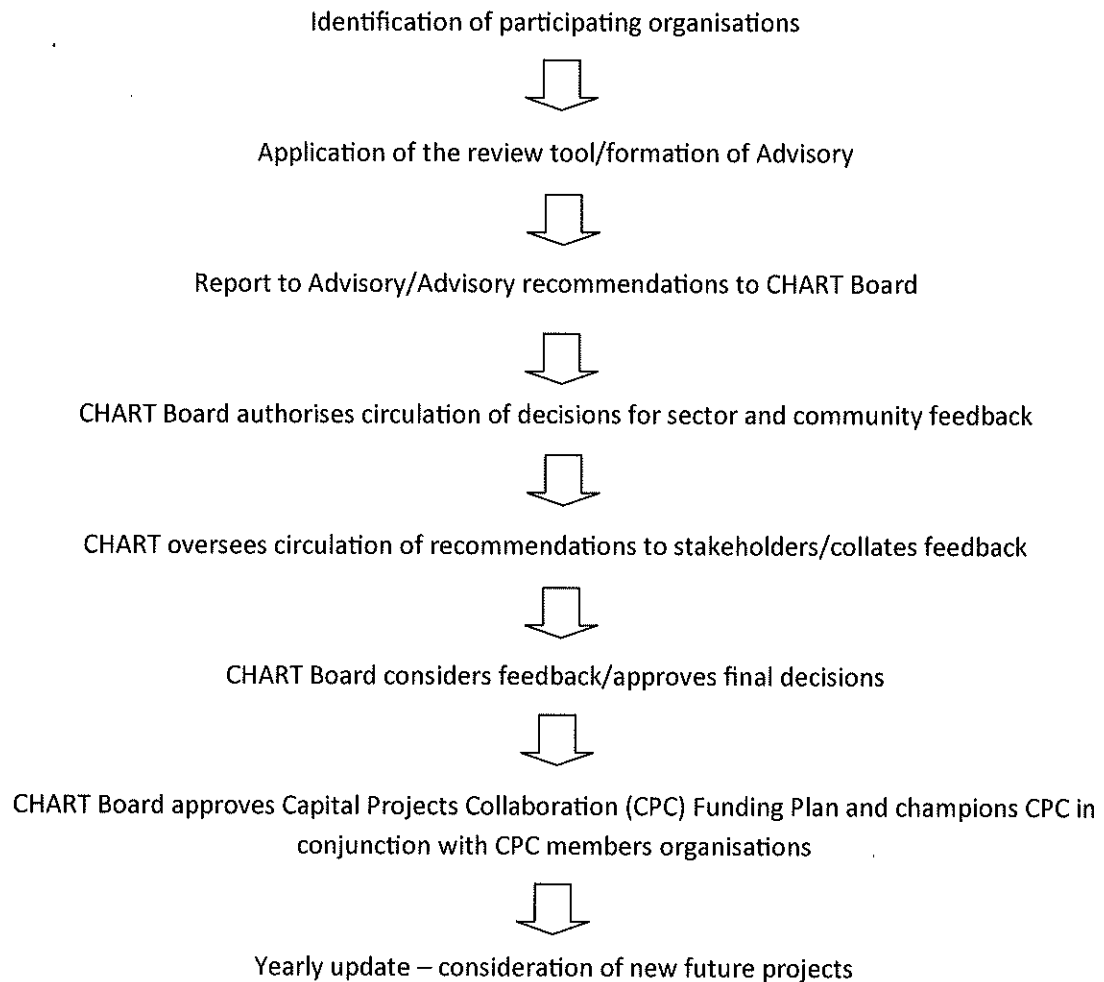 Identification of participating organisations
Application of the review tool/formation of Advisory
Report to Advisory/Advisory recommendations to CHART Board
CHART Board authorises circulation of decisions for sector and community feedback
CHART oversees circulation of recommendations to stakeholders/collates feedback
CHART Board considers feedback/approves final decisions
CHART Board approves Capital Projects Collaboration (CPC) Funding Plan and champions CPC in
conjunction with CPC members organisations
Yearly update – consideration of new future projects